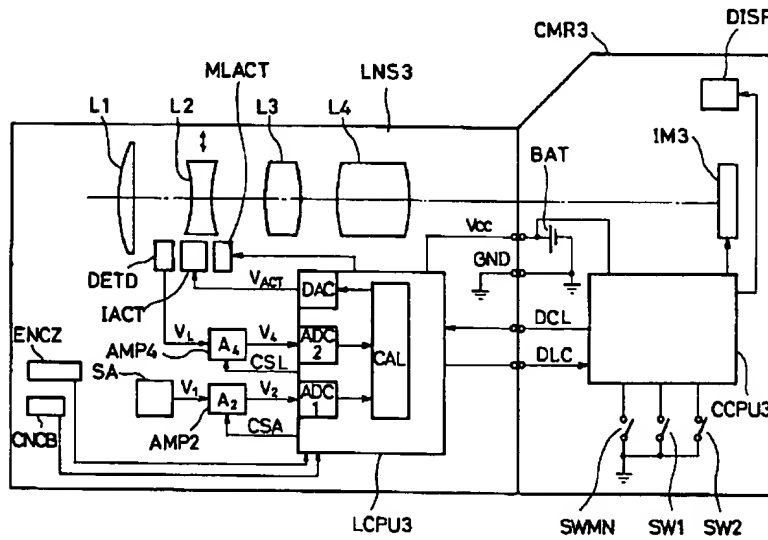 DISP
CMR3
MLACT
LNS3
L1
L2
L3
L4
IM3
BAT
VCC
GND
DETD
IACT
VACT
DAC
DCL
ENCZ
VL
A4
V4
ADC
2
CAL
DLC
AMP4
CSL
SA
V1
A2
V2
ADC
1
CCPU3
CNCB
AMP2
CSA
LCPU3
SWMN
SW1
SW2